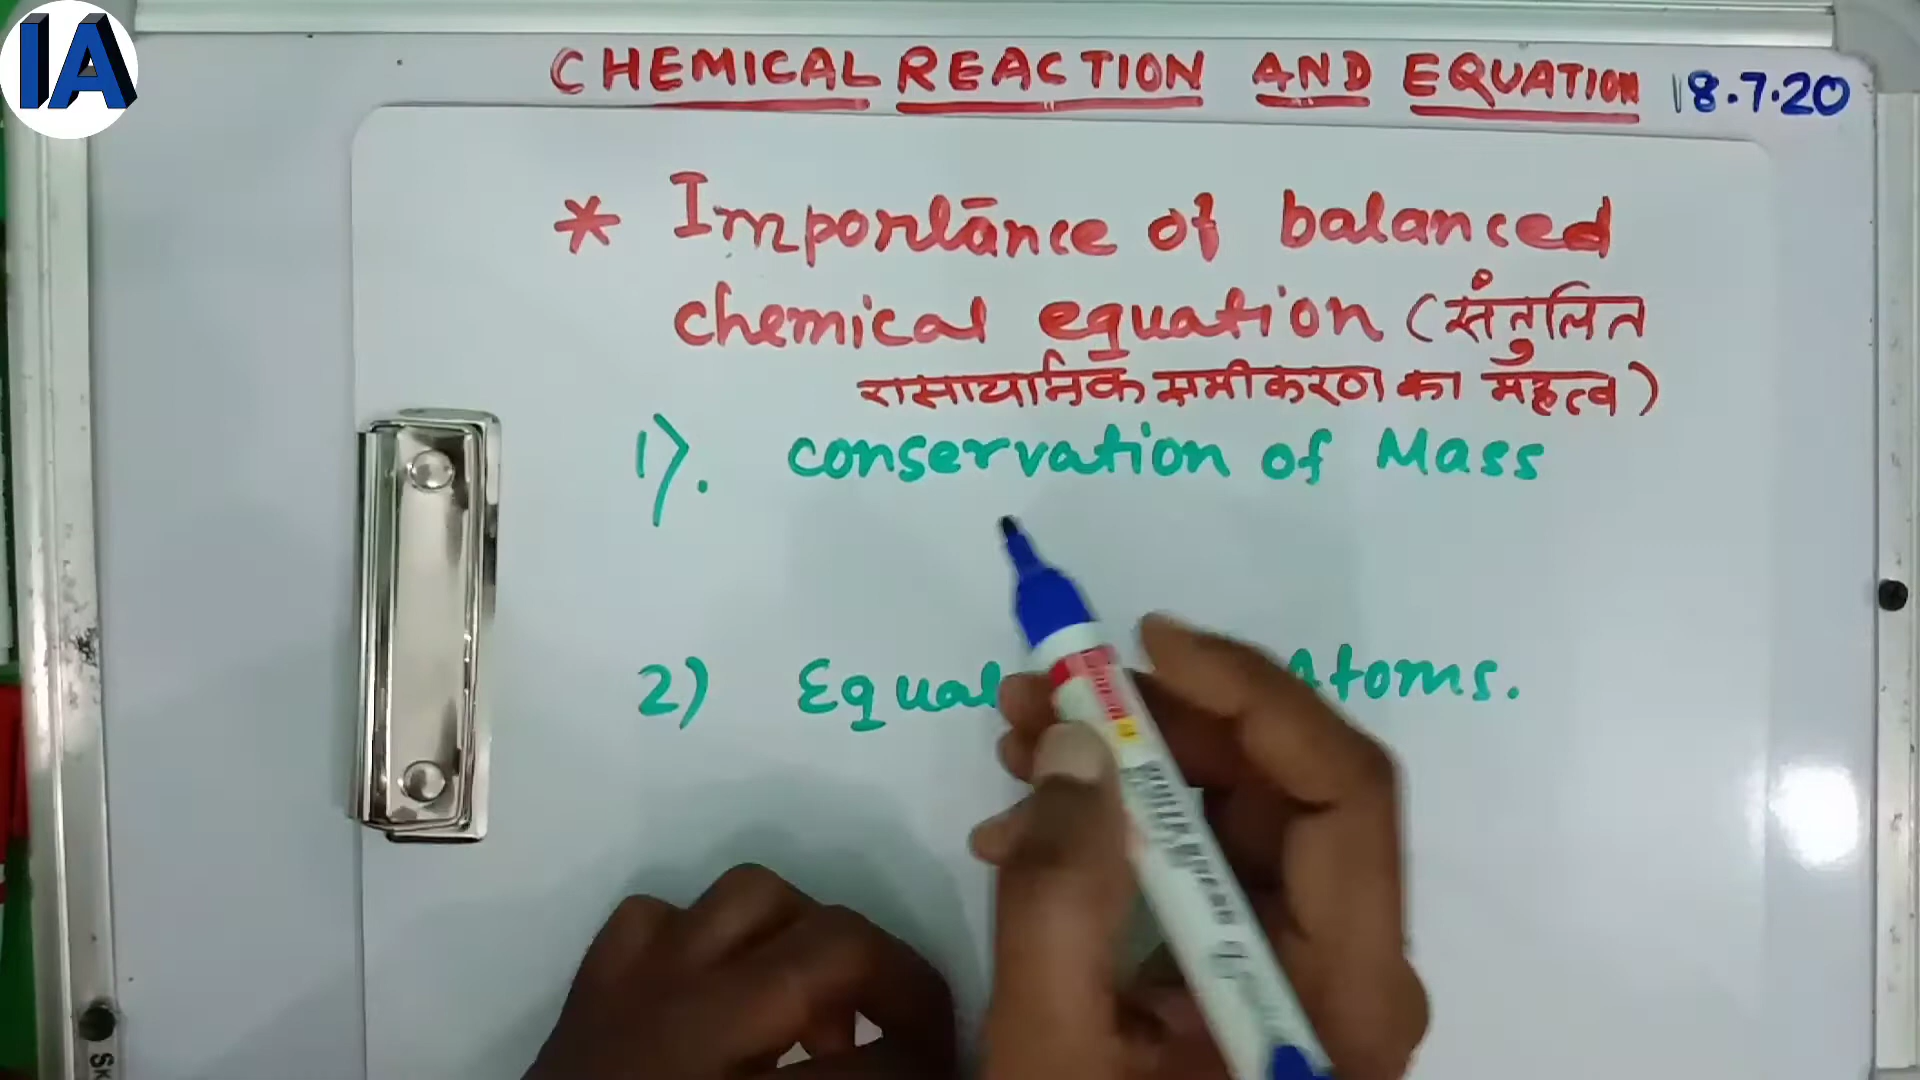 IA
CHEMICAL REACTION AND EQUATION 18.7.20
* Importance of balanced
chemical equation (संतुलित
रासायनिक समीकरण का महत्व)
1). conservation of Mass
2) Atoms.